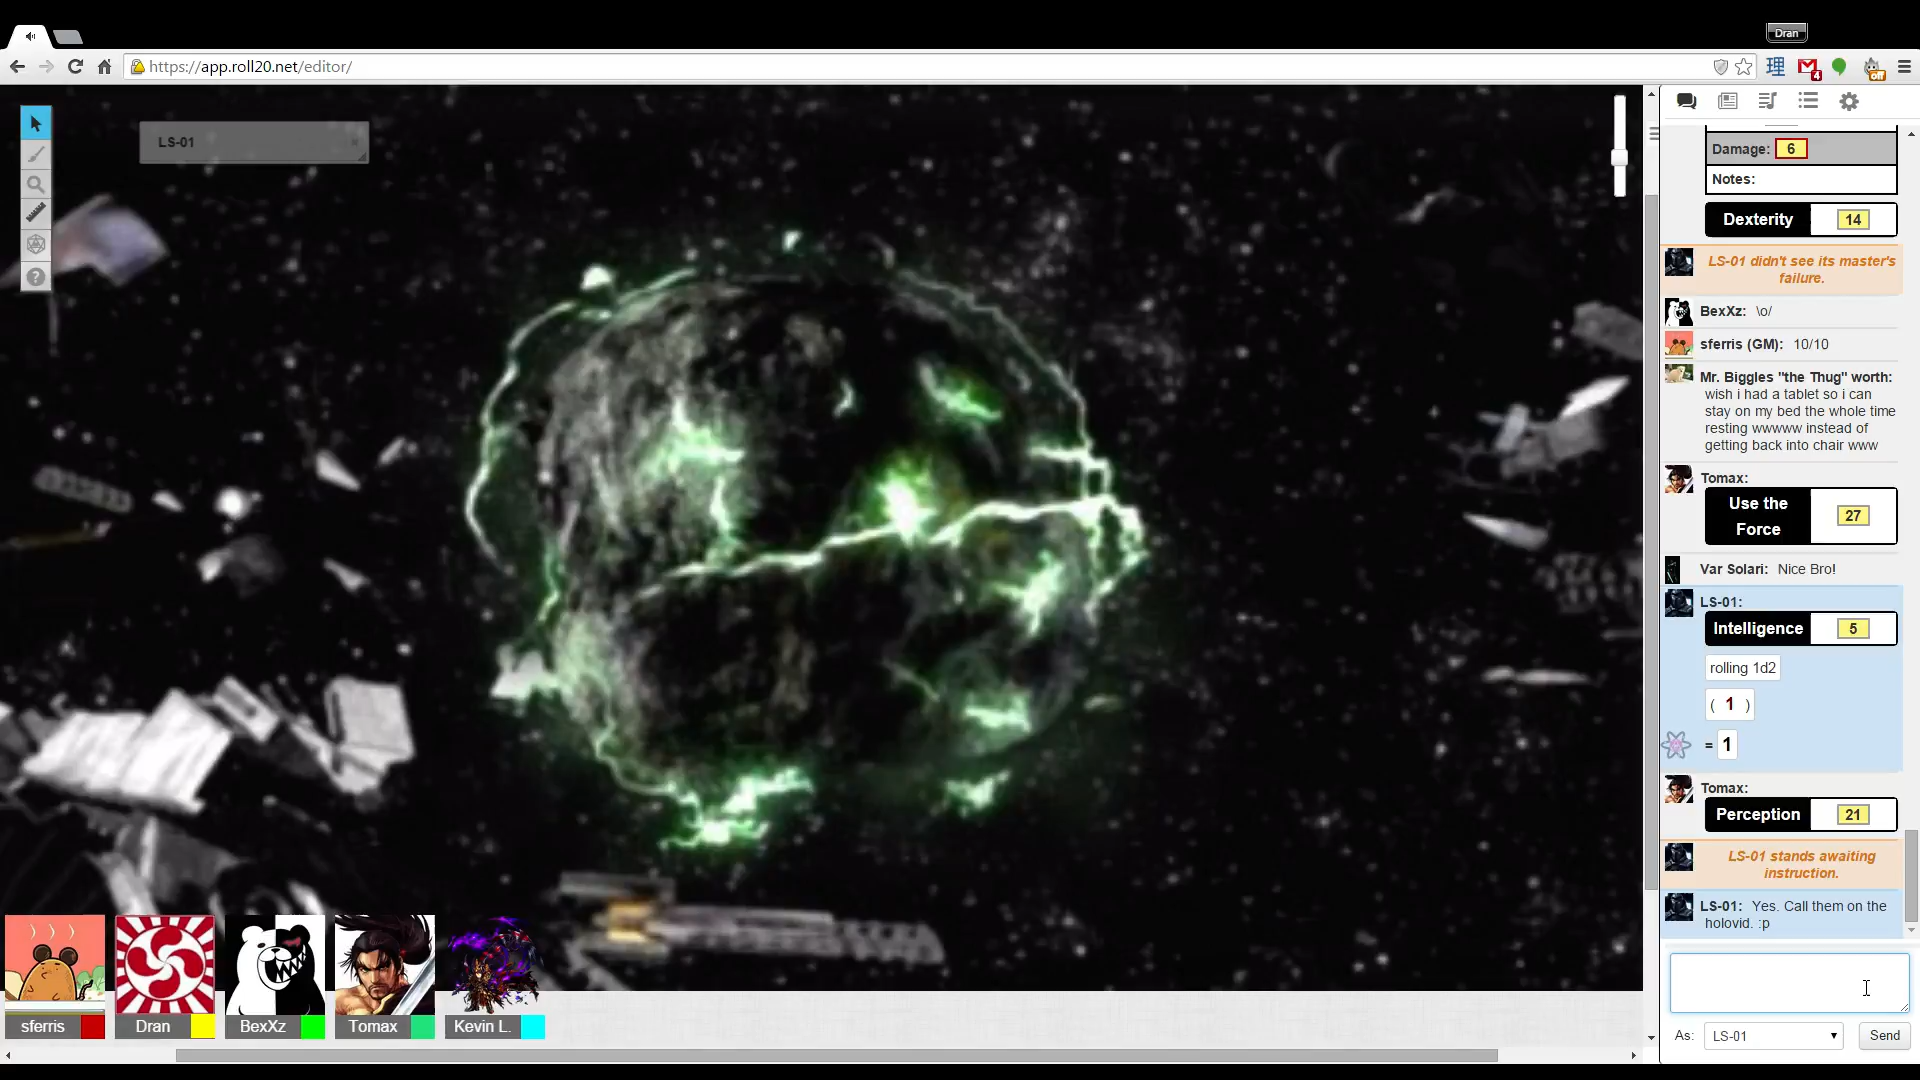 Dran
https://app.roll20.net/editor/
理
4
off
LS-01
Damage: 6
Notes:
Dexterity 14
LS-01 didn't see its master's
failure.
BexXz: \o/
sferris (GM): 10/10
Mr. Biggles "the Thug" worth:
wish i had a tablet so i can
stay on my bed the whole time
resting wwwww instead of
getting back into chair www
Tomax:
Use the
Force
27
Var Solari: Nice Bro!
LS-01:
Intelligence 5
rolling 1d2
( 1 )
= 1
Tomax:
Perception 21
LS-01 stands awaiting
instruction.
LS-01: Yes. Call them on the
holovid. :p
As: LS-01 Send
sferris Dran BexXz Tomax Kevin L.